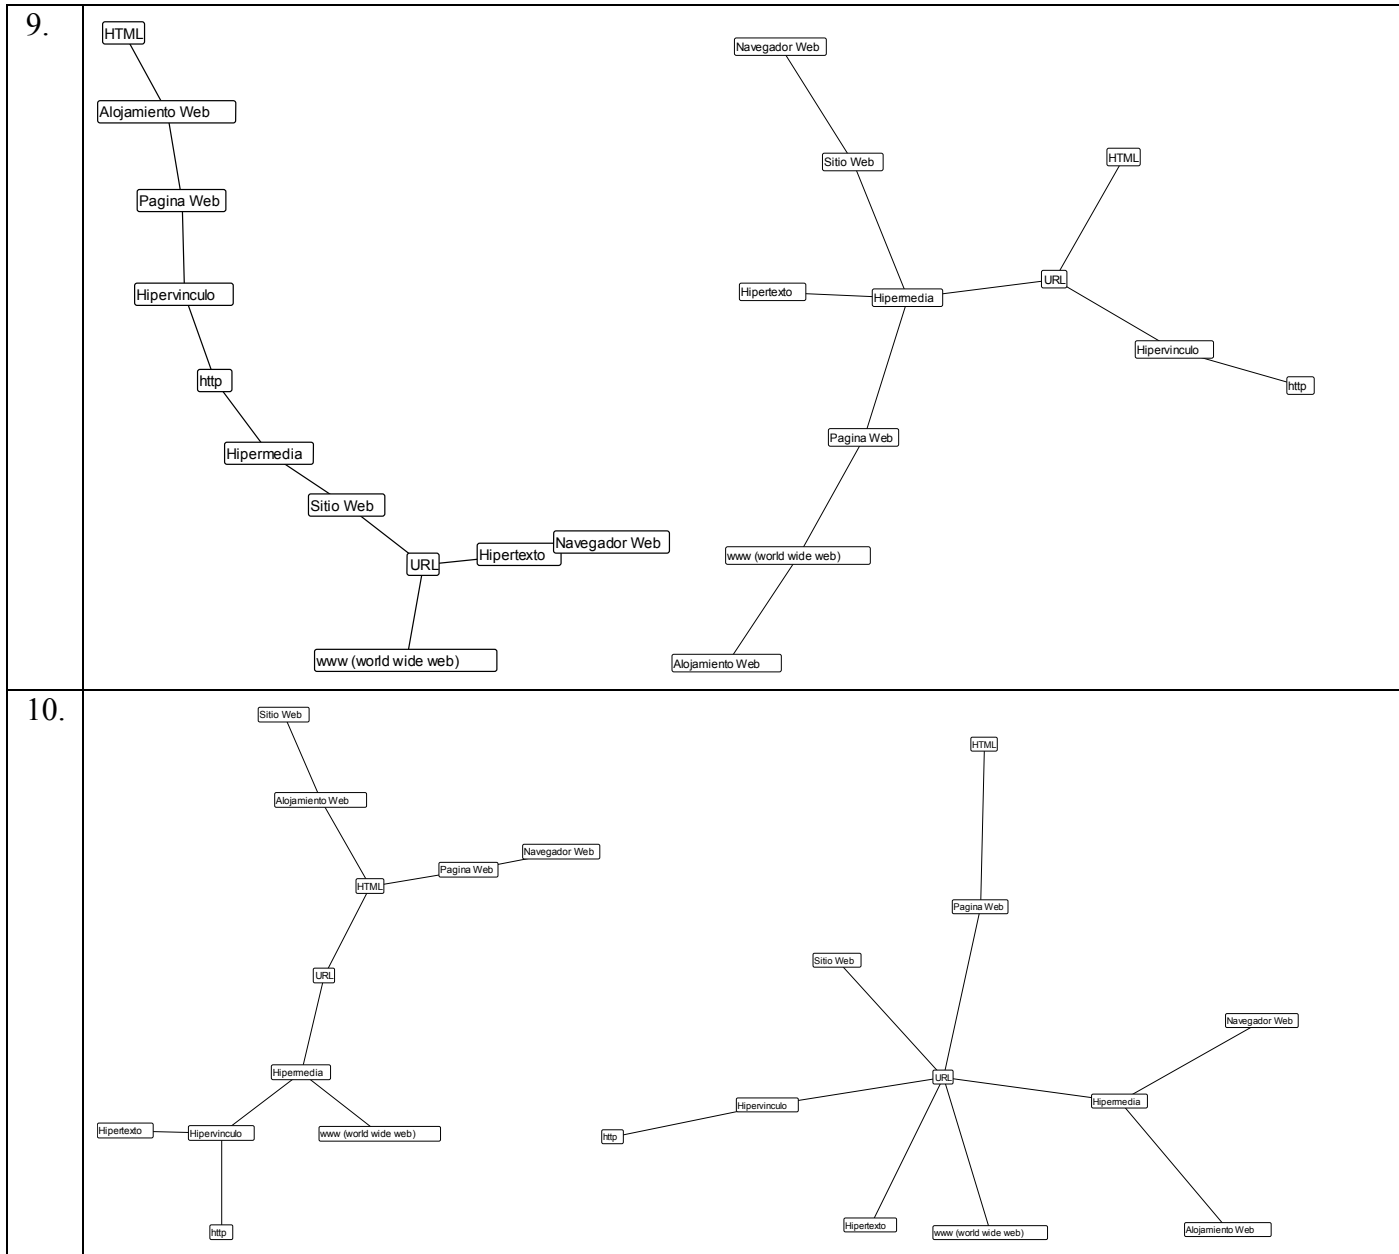 9.
HTML
Alojamiento Web
Pagina Web
Hipervinculo
http
Hipermedia
Sitio Web
URL
Hipertexto
Navegador Web
www (world wide web)
Navegador Web
Sitio Web
HTML
Hipertexto
Hipermedia
URL
Hipervinculo
http
Pagina Web
www (world wide web)
Alojamiento Web
10.
Sitio Web
Alojamiento Web
Navegador Web
Pagina Web
HTML
URL
Hipermedia
Hipertexto
Hipervinculo
www (world wide web)
http
HTML
Pagina Web
Sitio Web
Navegador Web
URL
Hipermedia
Hipervinculo
http
Hipertexto
www (world wide web)
Alojamiento Web